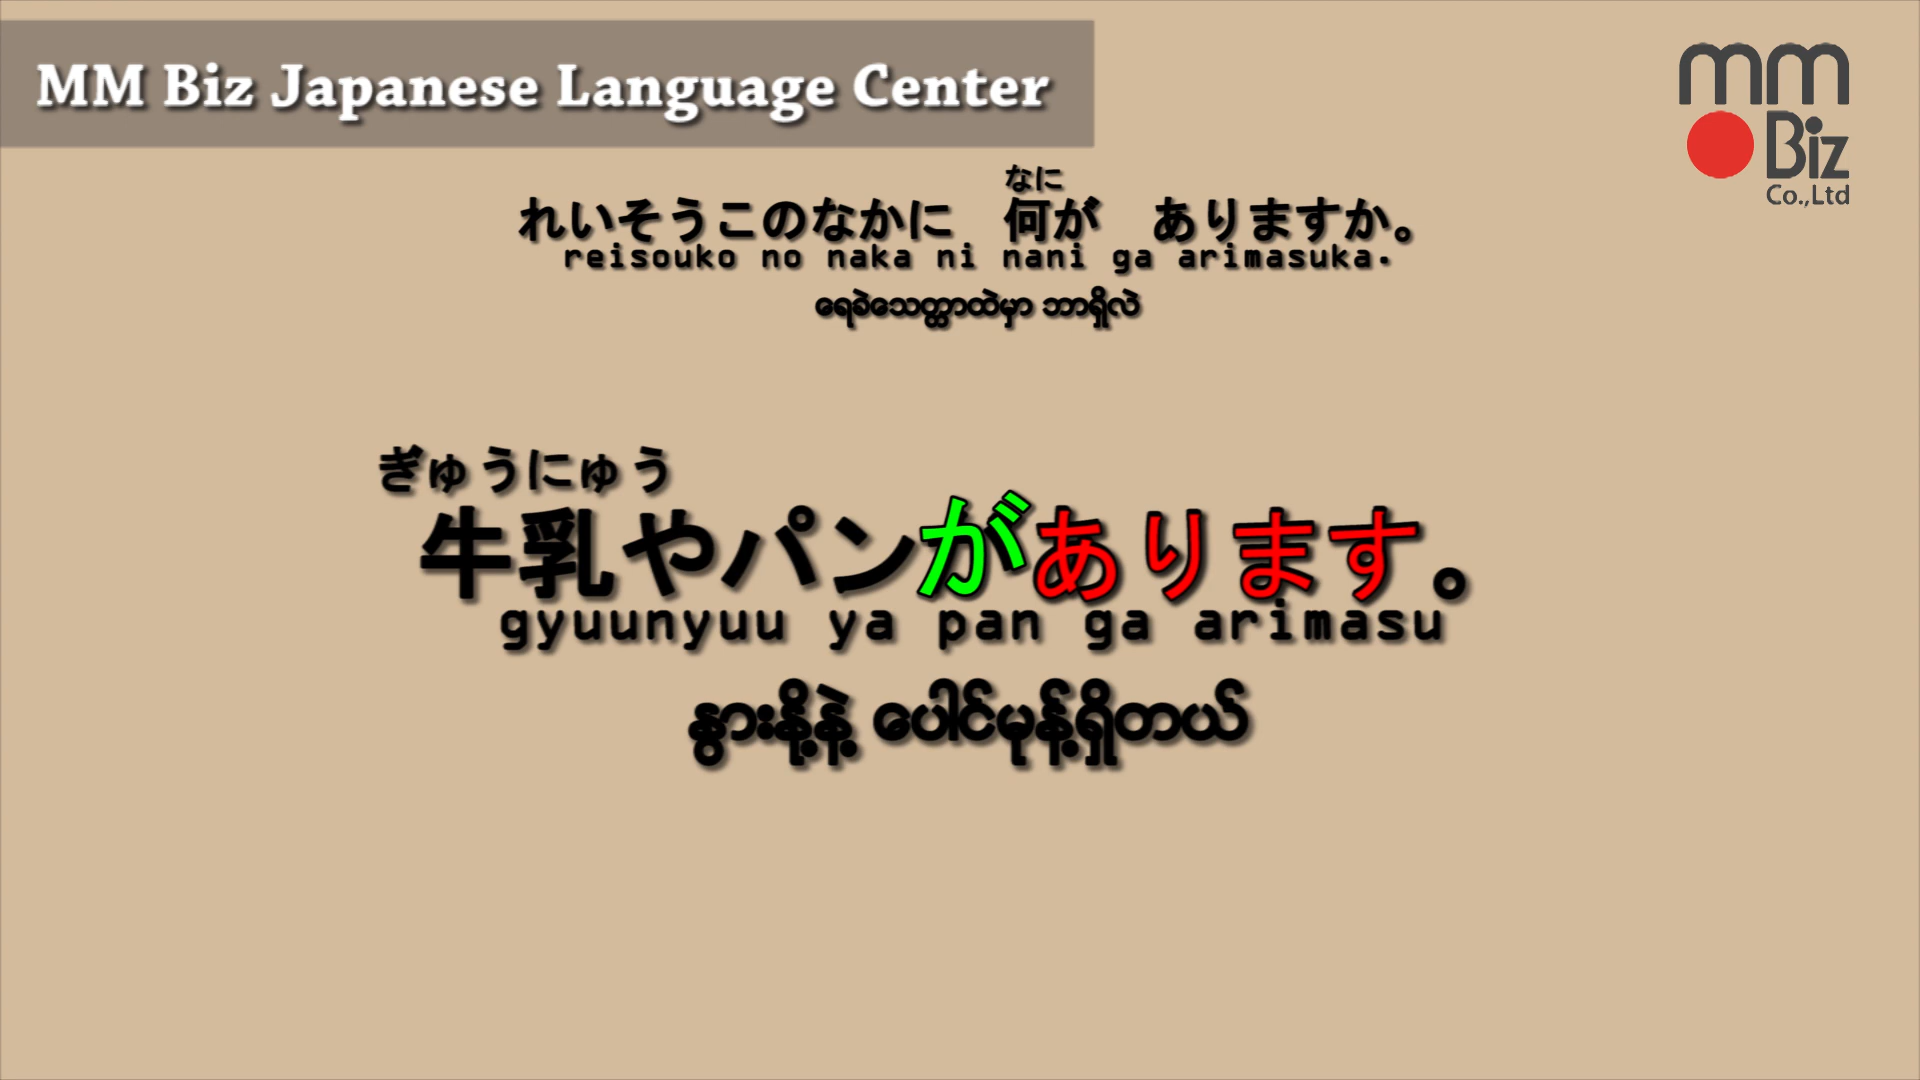 MM Biz Japanese Language Center
mm
Biz
Co.,Ltd
なに
れいそうこのなかに 何が ありますか。
reisouko no naka ni nani ga arimasuka.
ရေခဲသေတ္တာထဲမှာ ဘာရှိလဲ
ぎゅうにゅう
牛乳やパンがあります。
gyuunyuu ya pan ga arimasu
နွားနို့နဲ့ ပေါင်မုန့်ရှိတယ်